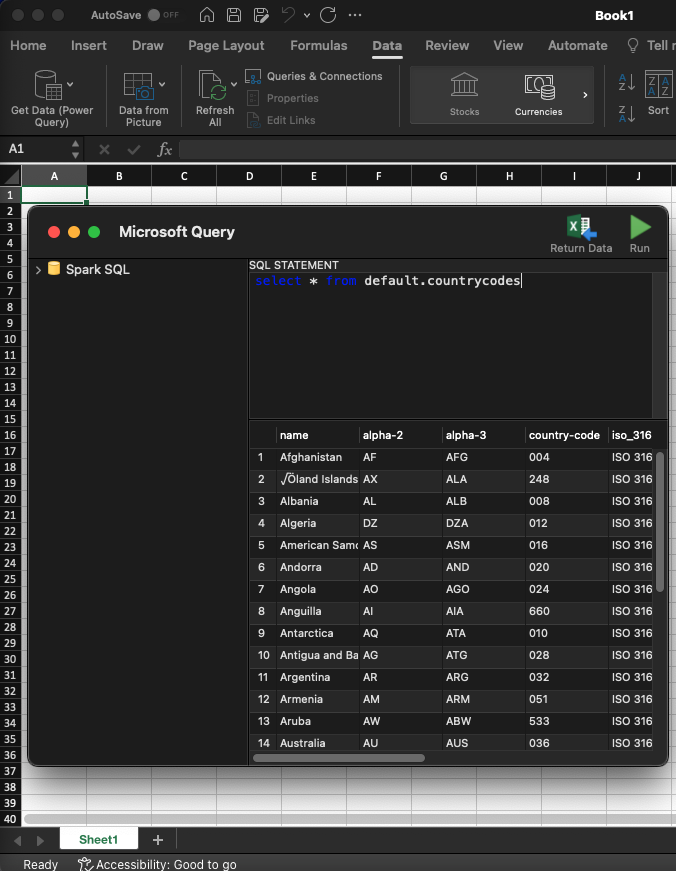 AutoSave OFF ... Book1
Home Insert Draw Page Layout Formulas Data Review View Automate Tell
Get Data (Power Query)
Data from Picture
Refresh All
Queries & Connections
Properties
Edit Links
Stocks
Currencies
A Z
Z A
Z A A Z
Sort
A1 fx
A B C D E F G H I J
1
2
3
4
5
6
7
8
9
10
11
12
13
14
15
16
17
18
19
20
21
22
23
24
25
26
27
28
29
30
31
32
33
34
35
36
37
38
39
40
Microsoft Query
Return Data Run
Spark SQL
SQL STATEMENT
select * from default.countrycodes
name alpha-2 alpha-3 country-code iso_316
1 Afghanistan AF AFG 004 ISO 316
2 √Öland Islands AX ALA 248 ISO 316
3 Albania AL ALB 008 ISO 316
4 Algeria DZ DZA 012 ISO 316
5 American Samo AS ASM 016 ISO 316
6 Andorra AD AND 020 ISO 316
7 Angola AO AGO 024 ISO 316
8 Anguilla AI AIA 660 ISO 316
9 Antarctica AQ ATA 010 ISO 316
10 Antigua and Ba AG ATG 028 ISO 316
11 Argentina AR ARG 032 ISO 316
12 Armenia AM ARM 051 ISO 316
13 Aruba AW ABW 533 ISO 316
14 Australia AU AUS 036 ISO 316
Sheet1 +
Ready Accessibility: Good to go